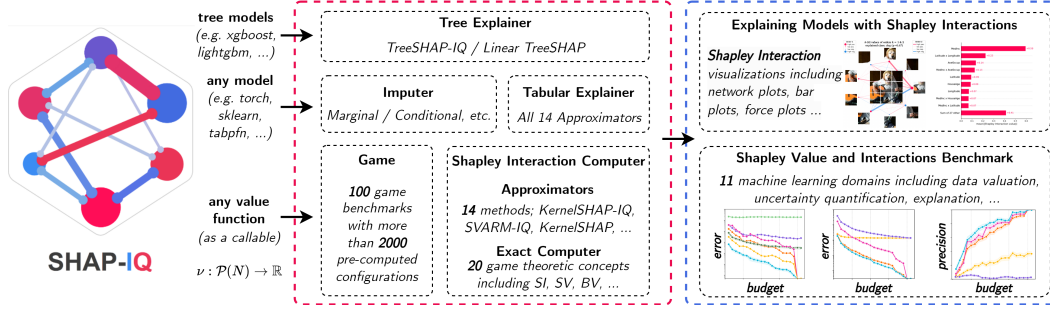 SHAP-IQ
tree models
(e.g. xgboost,
lightgbm, ...)
any model
(e.g. torch,
sklearn,
tabpfn, ...)
any value
function
(as a callable)
ν : P(N) → ℝ
Tree Explainer
TreeSHAP-IQ / Linear TreeSHAP
Imputer
Marginal / Conditional, etc.
Tabular Explainer
All 14 Approximators
Game
100 game
benchmarks
with more
than 2000
pre-computed
configurations
Shapley Interaction Computer
Approximators
14 methods; KernelSHAP-IQ,
SVARM-IQ, KernelSHAP, ...
Exact Computer
20 game theoretic concepts
including SI, SV, BV, ...
Explaining Models with Shapley Interactions
Shapley Interaction
visualizations including
network plots, bar
plots, force plots ...
Shapley Value and Interactions Benchmark
11 machine learning domains including data valuation,
uncertainty quantification, explanation, ...
error
budget
error
budget
precision
budget